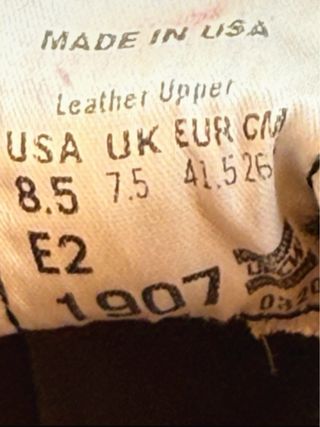 MADE IN USA
Leather Upper
USA UK EUR CM
8.5 7.5 41.5 26
E2
1907